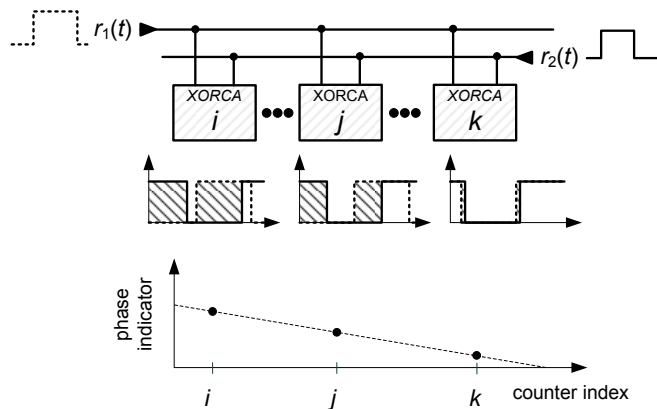 r₁(t)
r₂(t)
XORCA XORCA XORCA
i j k
phase indicator
i j k counter index